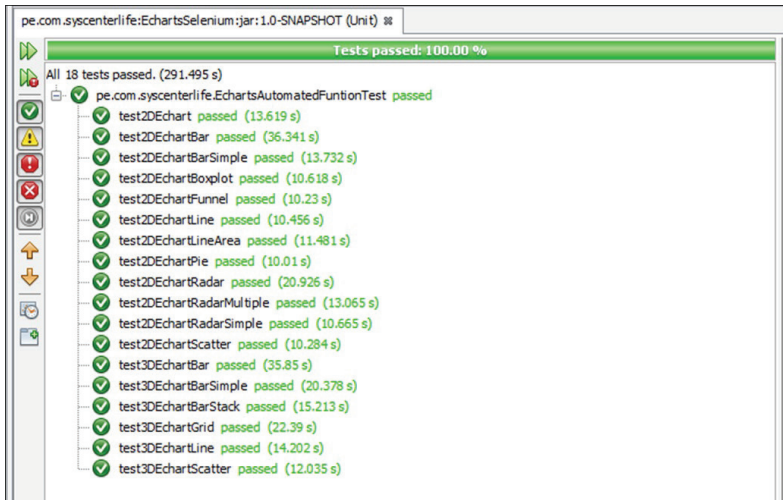 pe.com.syscenterlife:EchartsSelenium:jar:1.0-SNAPSHOT (Unit)
Tests passed: 100.00 %
All 18 tests passed. (291.495 s)
pe.com.syscenterlife.EchartsAutomatedFuntionTest passed
test2DEchart passed (13.619 s)
test2DEchartBar passed (36.341 s)
test2DEchartBarSimple passed (13.732 s)
test2DEchartBoxplot passed (10.618 s)
test2DEchartFunnel passed (10.23 s)
test2DEchartLine passed (10.456 s)
test2DEchartLineArea passed (11.481 s)
test2DEchartPie passed (10.01 s)
test2DEchartRadar passed (20.926 s)
test2DEchartRadarMultiple passed (13.065 s)
test2DEchartRadarSimple passed (10.665 s)
test2DEchartScatter passed (10.284 s)
test3DEchartBar passed (35.85 s)
test3DEchartBarSimple passed (20.378 s)
test3DEchartBarStack passed (15.213 s)
test3DEchartGrid passed (22.39 s)
test3DEchartLine passed (14.202 s)
test3DEchartScatter passed (12.035 s)